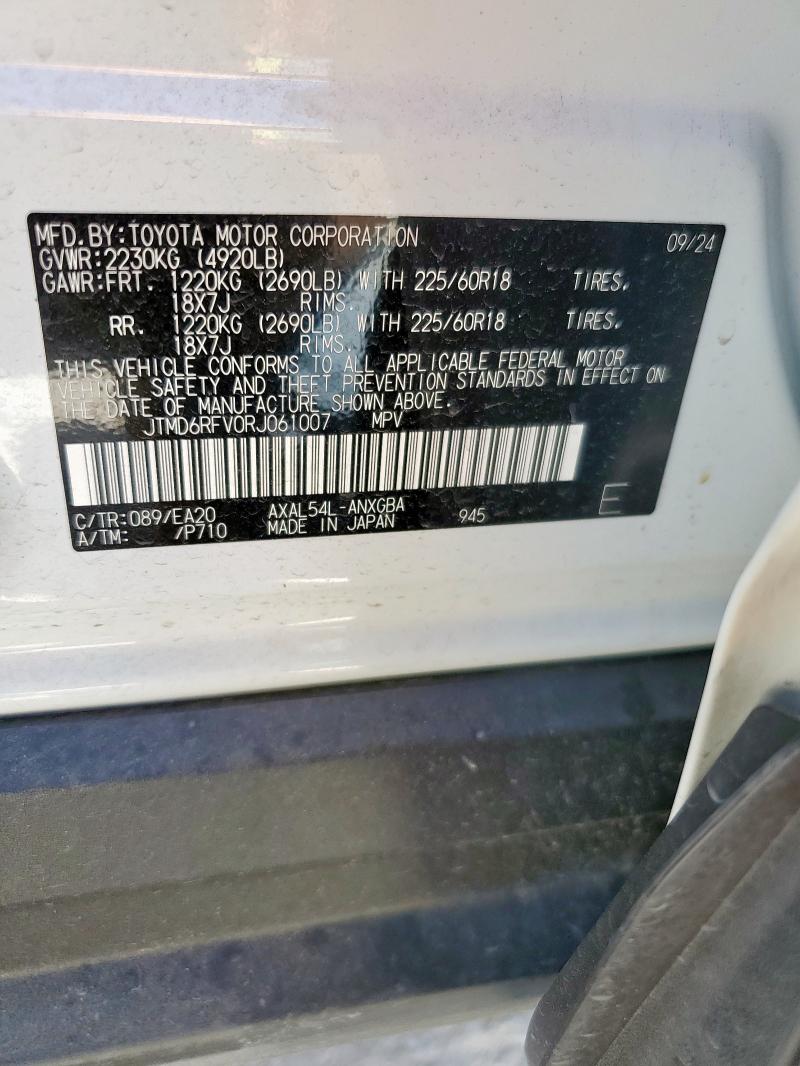 MFD.BY:TOYOTA MOTOR CORPORATION 09/24
GVWR:2230KG (4920LB)
GAWR:FRT. 1220KG (2690LB) WITH 225/60R18 TIRES,
18X7J RIMS.
RR. 1220KG (2690LB) WITH 225/60R18 TIRES,
18X7J RIMS.
THIS VEHICLE CONFORMS TO ALL APPLICABLE FEDERAL MOTOR
VEHICLE SAFETY AND THEFT PREVENTION STANDARDS IN EFFECT ON
THE DATE OF MANUFACTURE SHOWN ABOVE.
JTMD6RFV0RJ061007 MPV
C/TR:089/EA20 AXAL54L-ANXGBA 945 E
A/TM: /P710 MADE IN JAPAN